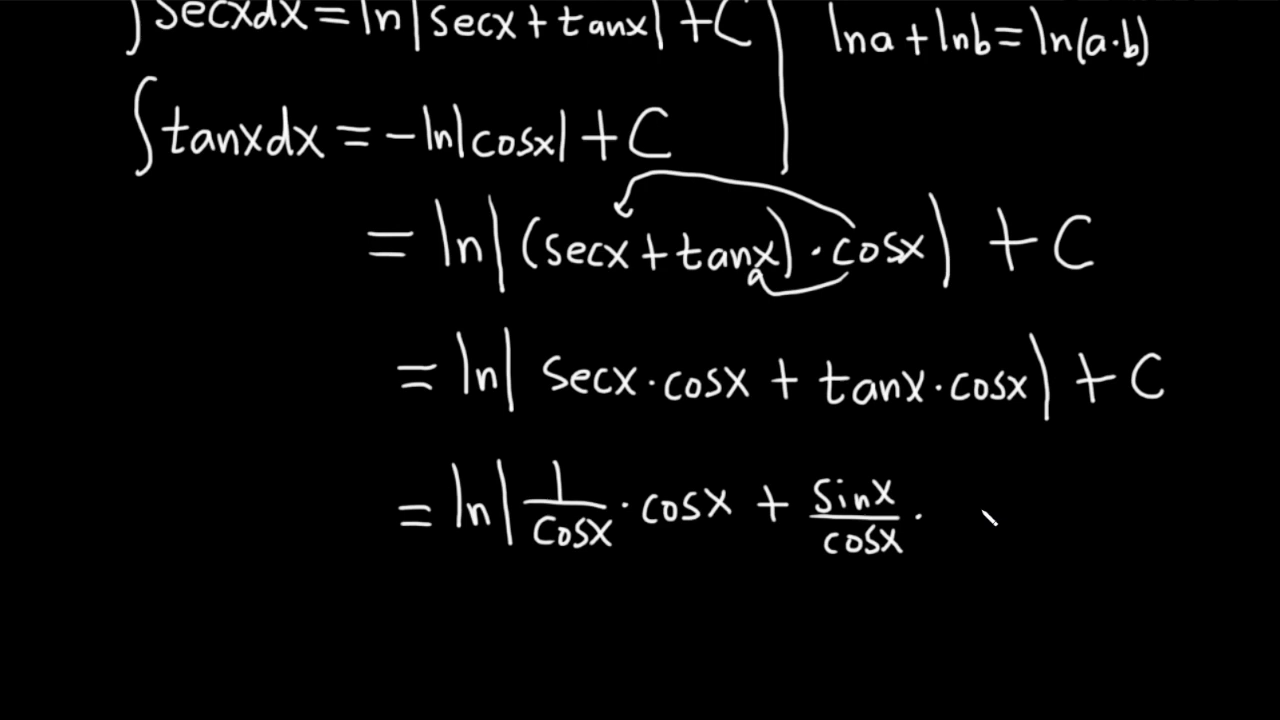 ∫secxdx = ln|secx + tanx| + C
lna + lnb = ln(a·b)
∫tanxdx = -ln|cosx| + C
= ln|(secx + tanx)·cosx| + C
= ln|secx·cosx + tanx·cosx| + C
= ln|1/cosx · cosx + sinx/cosx ·